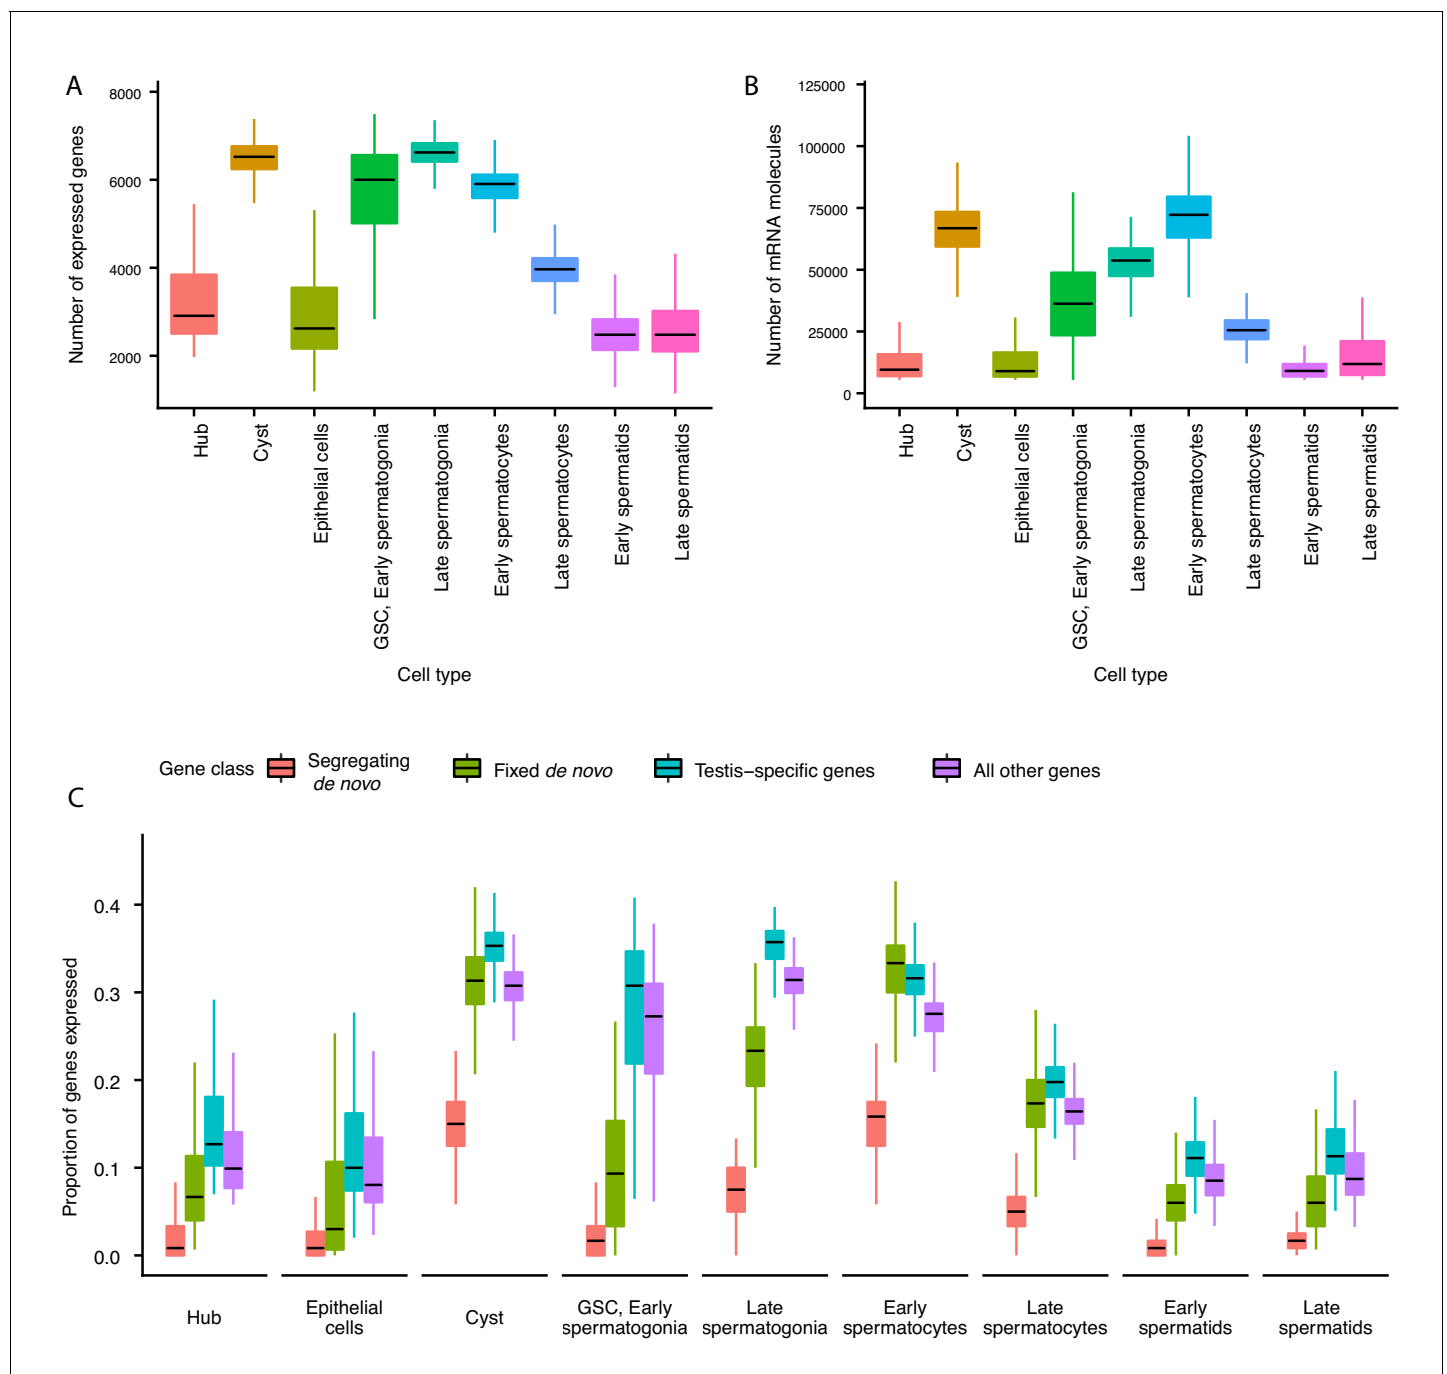 A
B
Number of expressed genes
8000
6000
4000
2000
Hub
Cyst
Epithelial cells
GSC, Early spermatogonia
Late spermatogonia
Early spermatocytes
Late spermatocytes
Early spermatids
Late spermatids
Cell type
Number of mRNA molecules
125000
100000
75000
50000
25000
0
Hub
Cyst
Epithelial cells
GSC, Early spermatogonia
Late spermatogonia
Early spermatocytes
Late spermatocytes
Early spermatids
Late spermatids
Cell type
Gene class
Segregating
de novo
Fixed de novo
Testis−specific genes
All other genes
C
Proportion of genes expressed
0.4
0.3
0.2
0.1
0.0
Hub
Epithelial
cells
Cyst
GSC, Early
spermatogonia
Late
spermatogonia
Early
spermatocytes
Late
spermatocytes
Early
spermatids
Late
spermatids